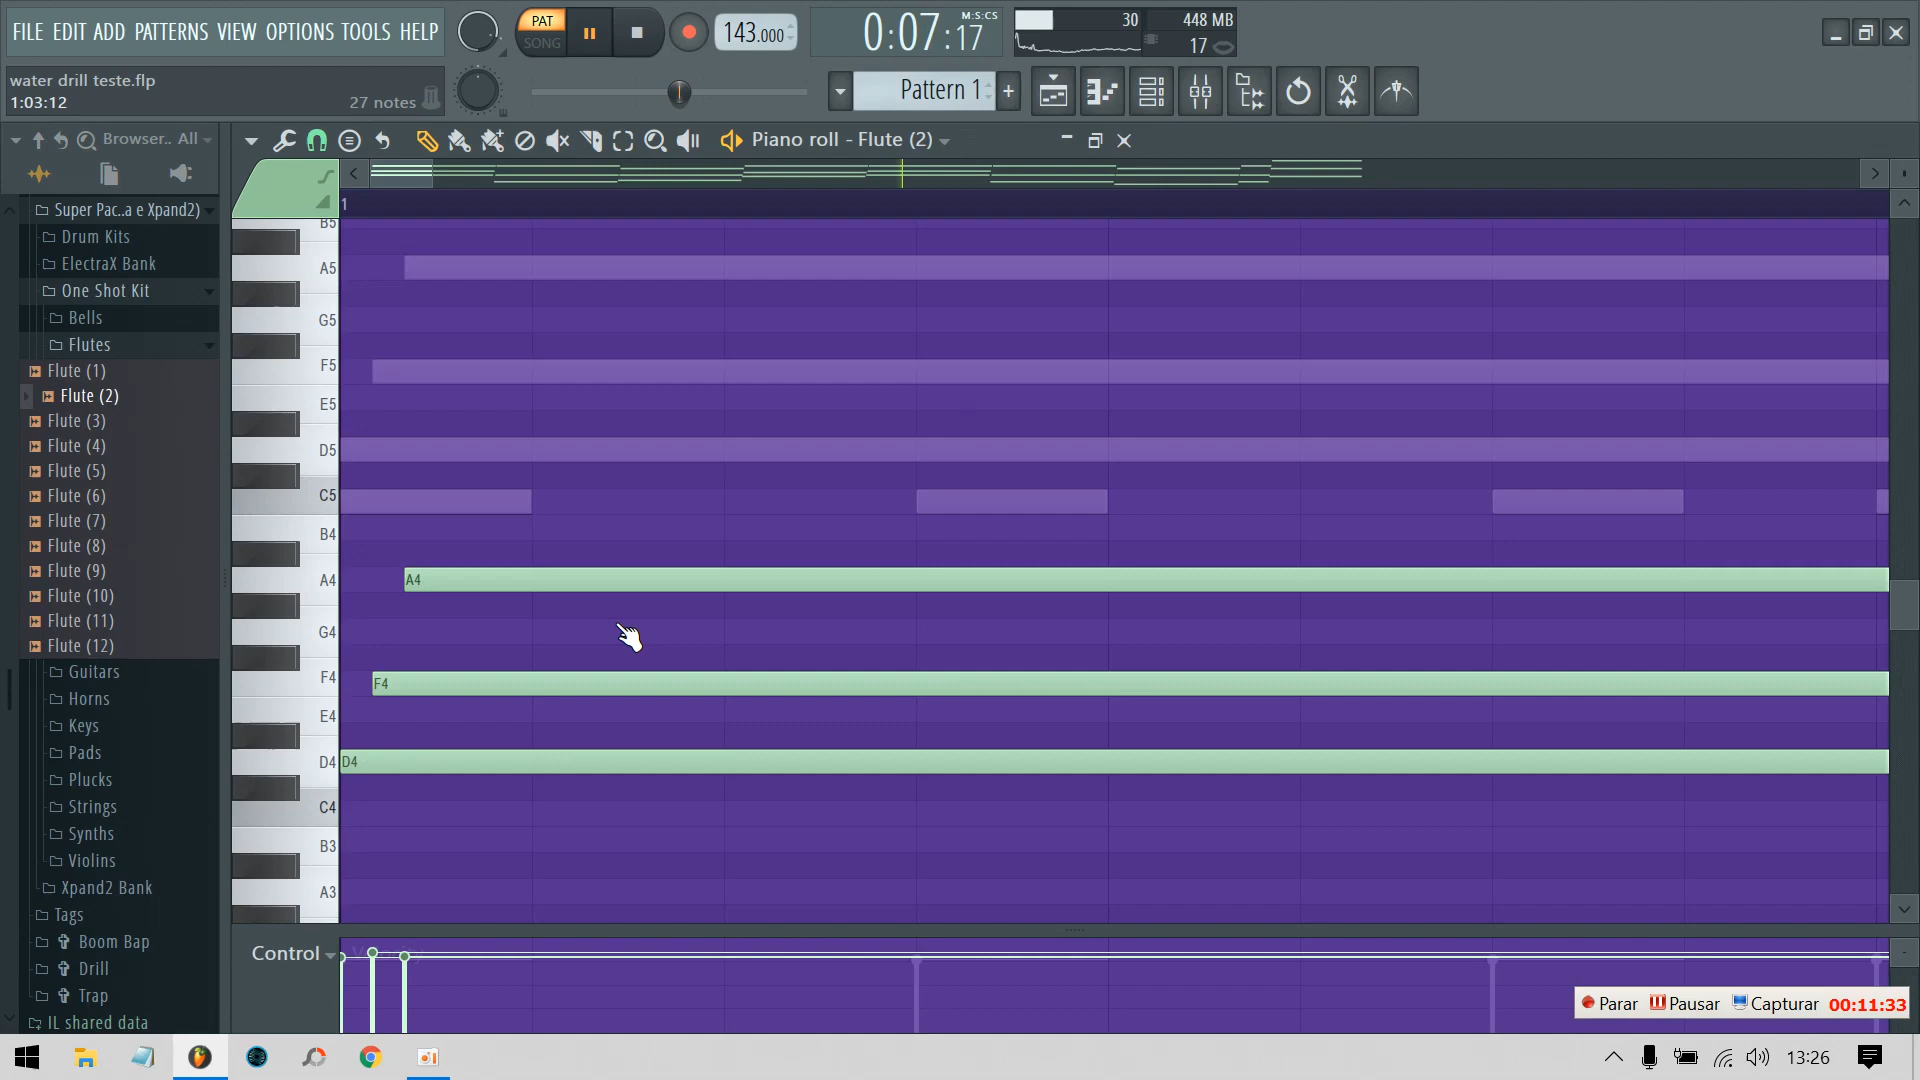 FILE EDIT ADD PATTERNS VIEW OPTIONS TOOLS HELP
PAT
SONG
143.000
0:07:17
M:S:CS
30
448 MB
17
water drill teste.flp
1:03:12
27 notes
Pattern 1
Browser.. All
Piano roll - Flute (2)
Super Pac..a e Xpand2)
Drum Kits
ElectraX Bank
One Shot Kit
Bells
Flutes
Flute (1)
Flute (2)
Flute (3)
Flute (4)
Flute (5)
Flute (6)
Flute (7)
Flute (8)
Flute (9)
Flute (10)
Flute (11)
Flute (12)
Guitars
Horns
Keys
Pads
Plucks
Strings
Synths
Violins
Xpand2 Bank
Tags
Boom Bap
Drill
Trap
IL shared data
1
B5
A5
G5
F5
E5
D5
C5
B4
A4
A4
G4
F4
F4
E4
D4
D4
C4
B3
A3
Control
Parar Pausar Capturar 00:11:33
13:26